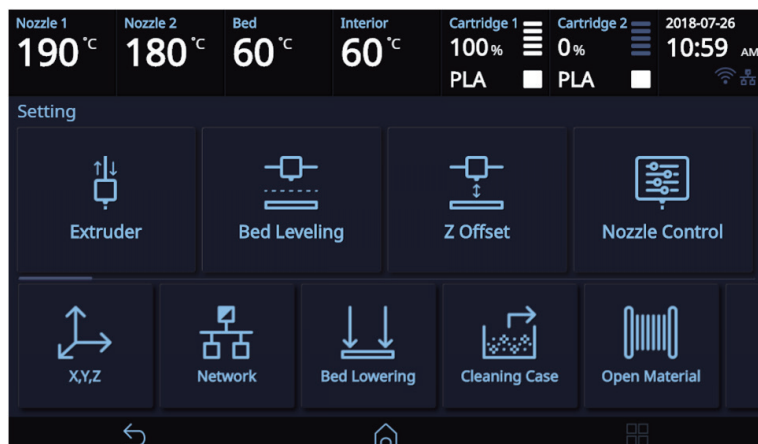 Nozzle 1 Nozzle 2 Bed Interior Cartridge 1 Cartridge 2 2018-07-26
190 °C 180 °C 60 °C 60 °C 100 % 0 % 10:59 AM
PLA PLA
Setting
Extruder Bed Leveling Z Offset Nozzle Control
X,Y,Z Network Bed Lowering Cleaning Case Open Material